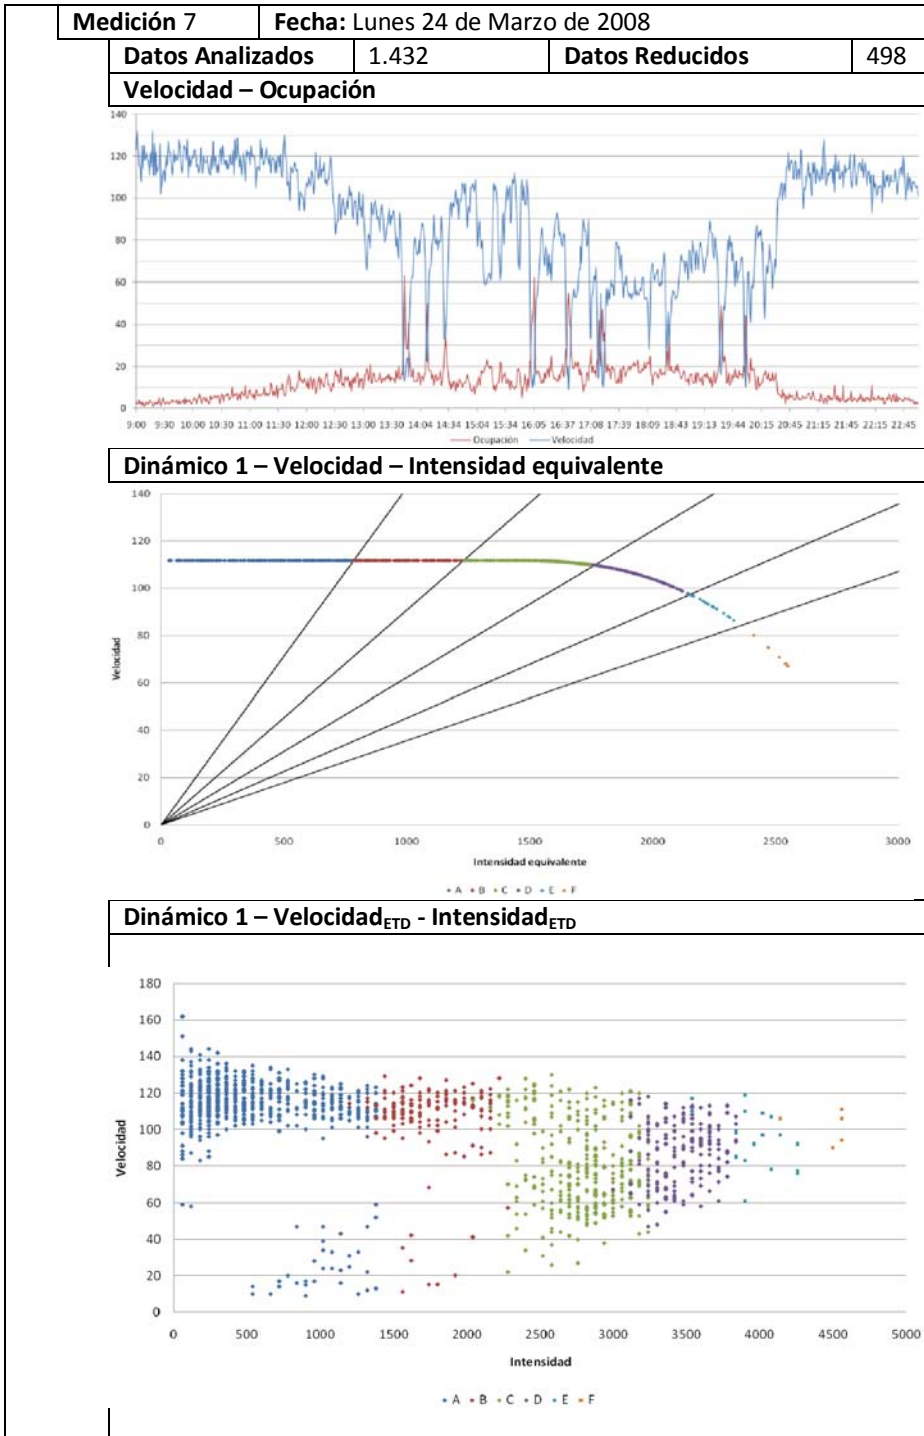 Medición 7 Fecha: Lunes 24 de Marzo de 2008
Datos Analizados 1.432 Datos Reducidos 498
Velocidad – Ocupación
140
120
100
80
60
40
20
0
9:00 9:30 10:00 10:30 11:00 11:30 12:00 12:30 13:00 13:30 14:04 14:34 15:04 15:34 16:05 16:37 17:08 17:39 18:09 18:43 19:13 19:44 20:15 20:45 21:15 21:45 22:15 22:45
Ocupación Velocidad
Dinámico 1 – Velocidad – Intensidad equivalente
140
120
100
80
60
40
20
0
Velocidad
0 500 1000 1500 2000 2500 3000
Intensidad equivalente
A B C D E F
Dinámico 1 – VelocidadETD - IntensidadETD
180
160
140
120
100
80
60
40
20
0
Velocidad
0 500 1000 1500 2000 2500 3000 3500 4000 4500 5000
Intensidad
A B C D E F